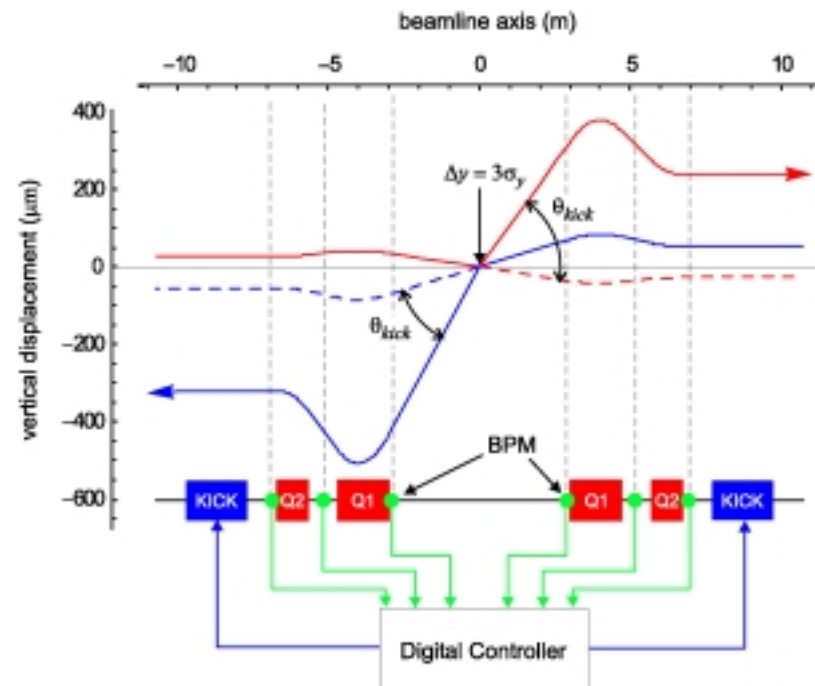 beamline axis (m)
−10 −5 0 5 10
vertical displacement (μm)
400
200
0
−200
−400
−600
Δy = 3σy
θkick
θkick
BPM
KICK Q2 Q1 Q1 Q2 KICK
Digital Controller